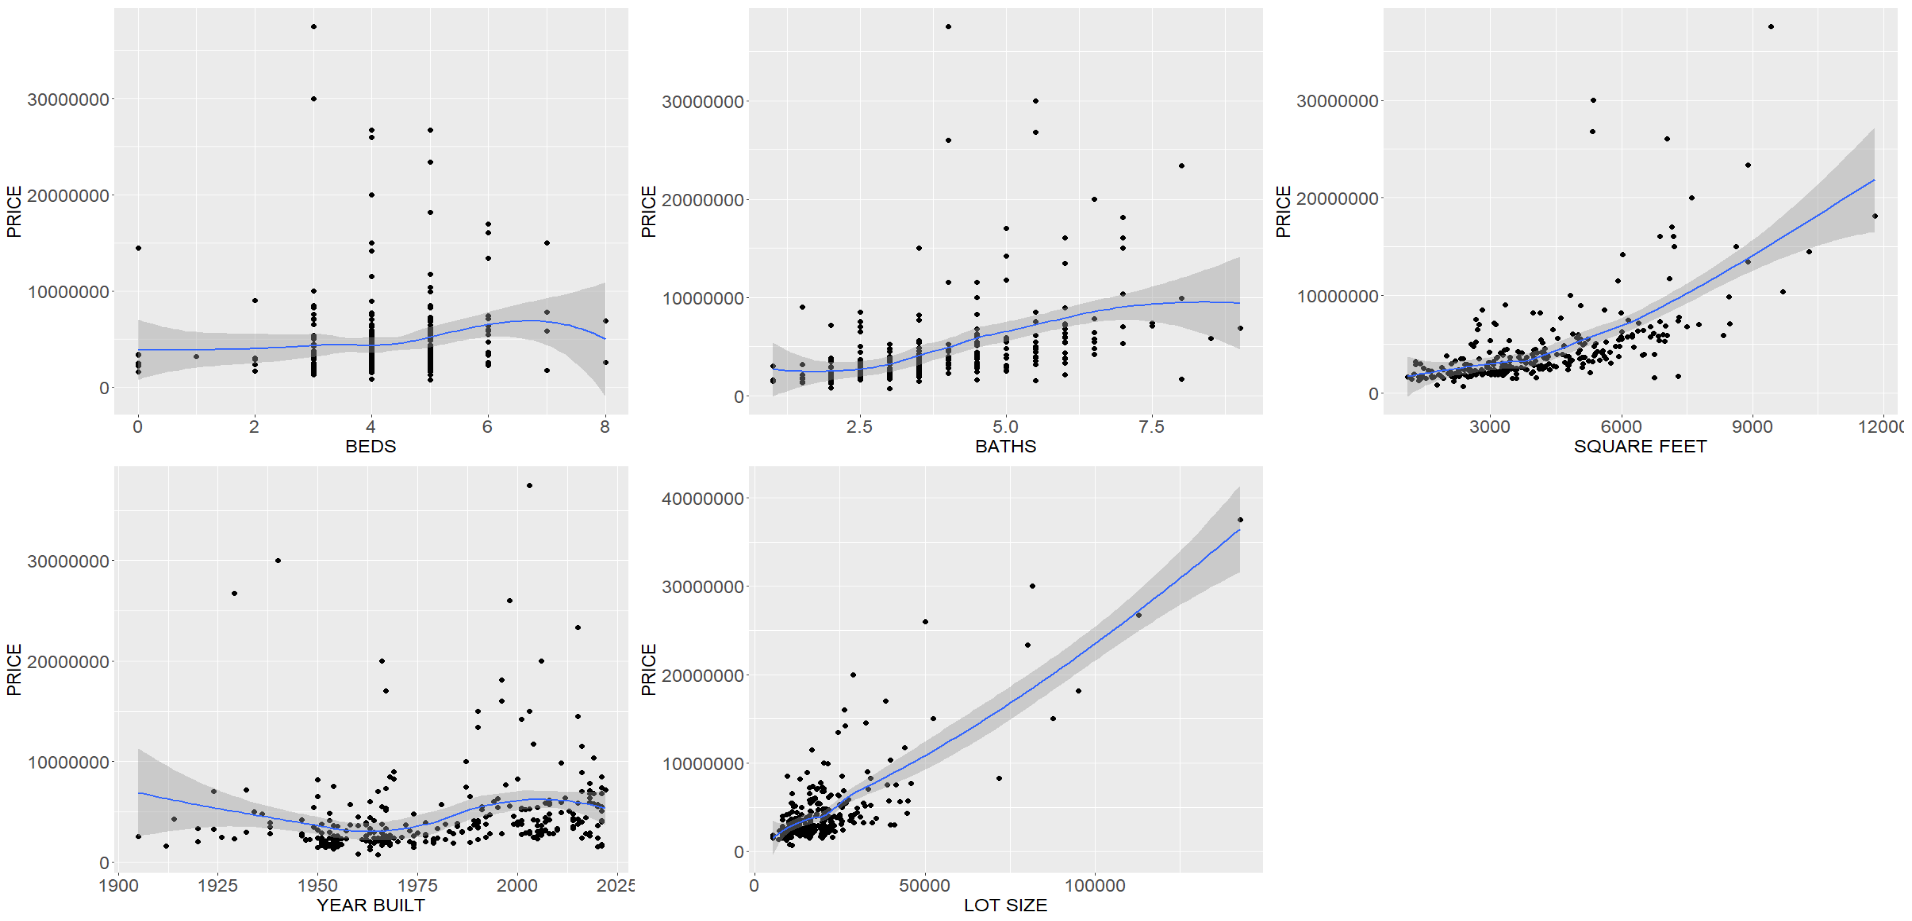 PRICE
30000000
20000000
10000000
0
0 2 4 6 8
BEDS
PRICE
30000000
20000000
10000000
0
2.5 5.0 7.5
BATHS
PRICE
30000000
20000000
10000000
0
3000 6000 9000 12000
SQUARE FEET
PRICE
30000000
20000000
10000000
0
1900 1925 1950 1975 2000 2025
YEAR BUILT
PRICE
40000000
30000000
20000000
10000000
0
0 50000 100000
LOT SIZE